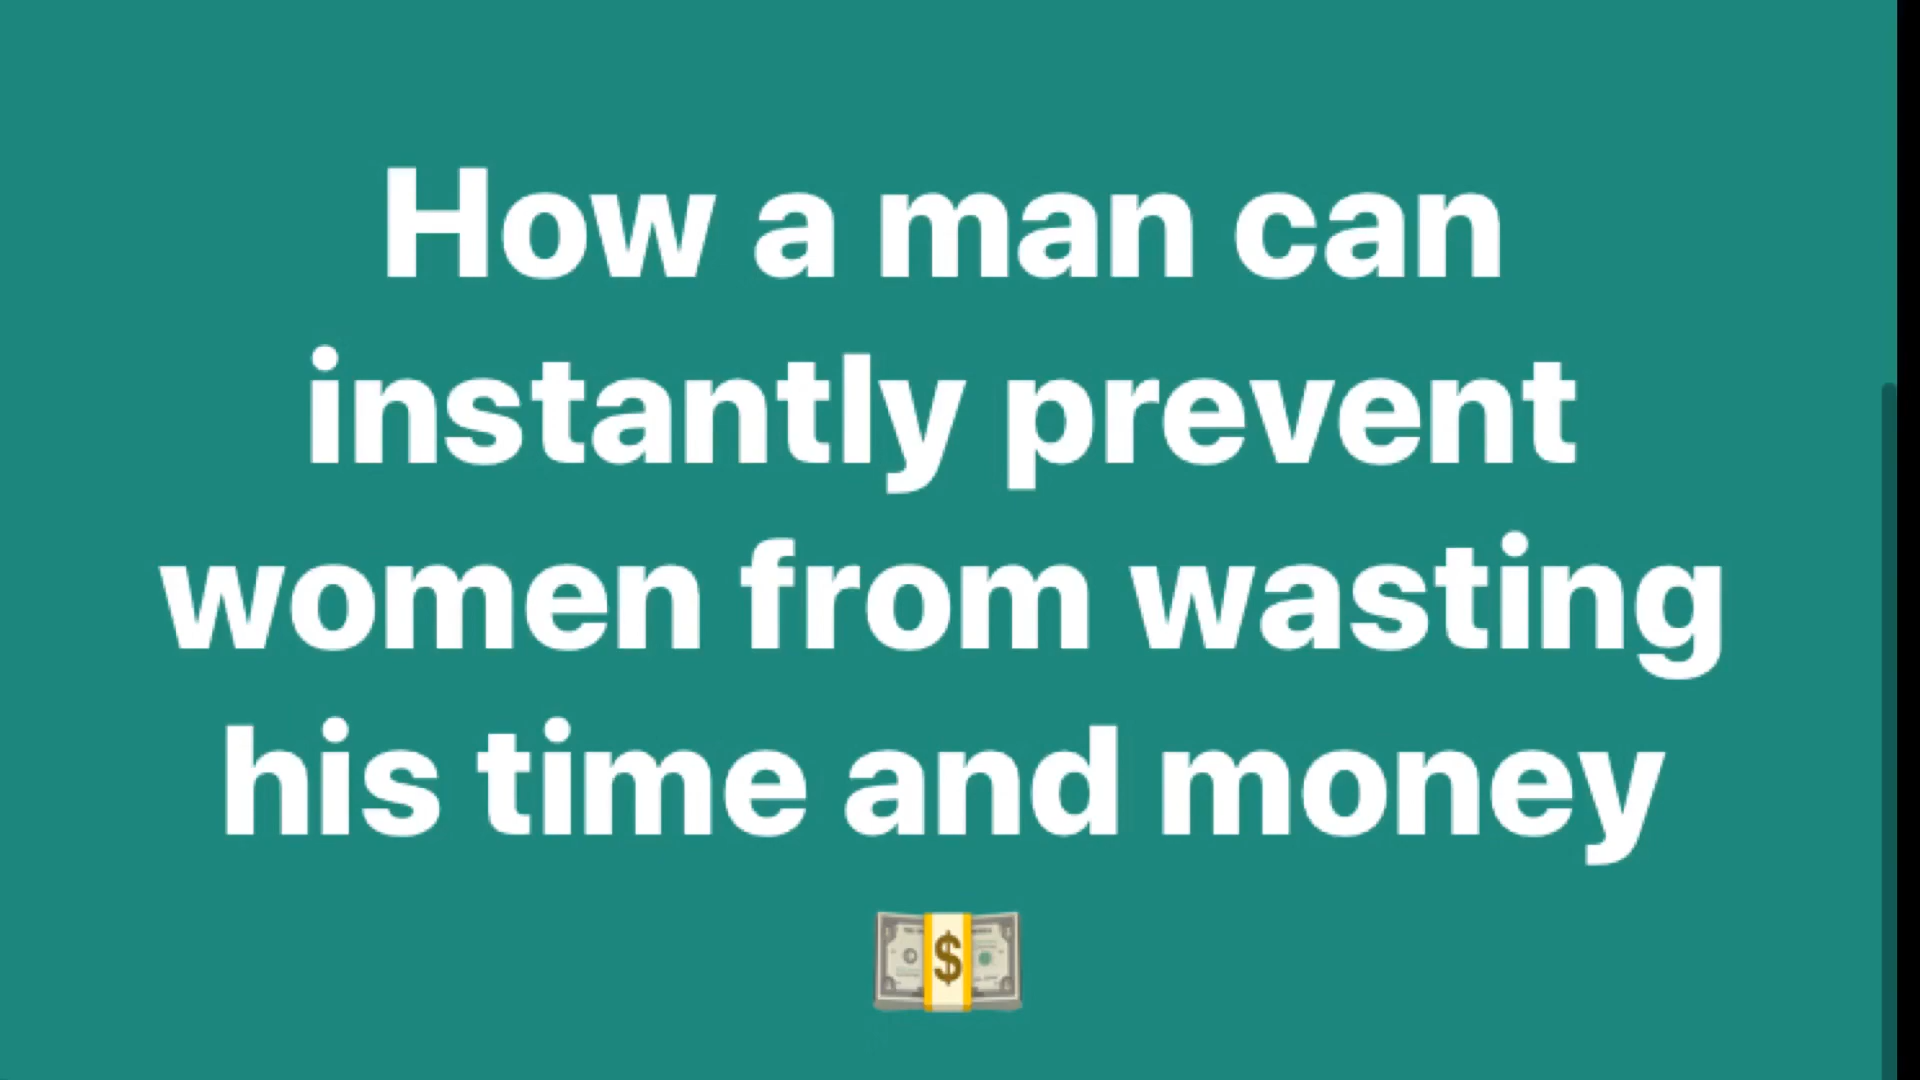 How a man can
instantly prevent
women from wasting
his time and money
💵